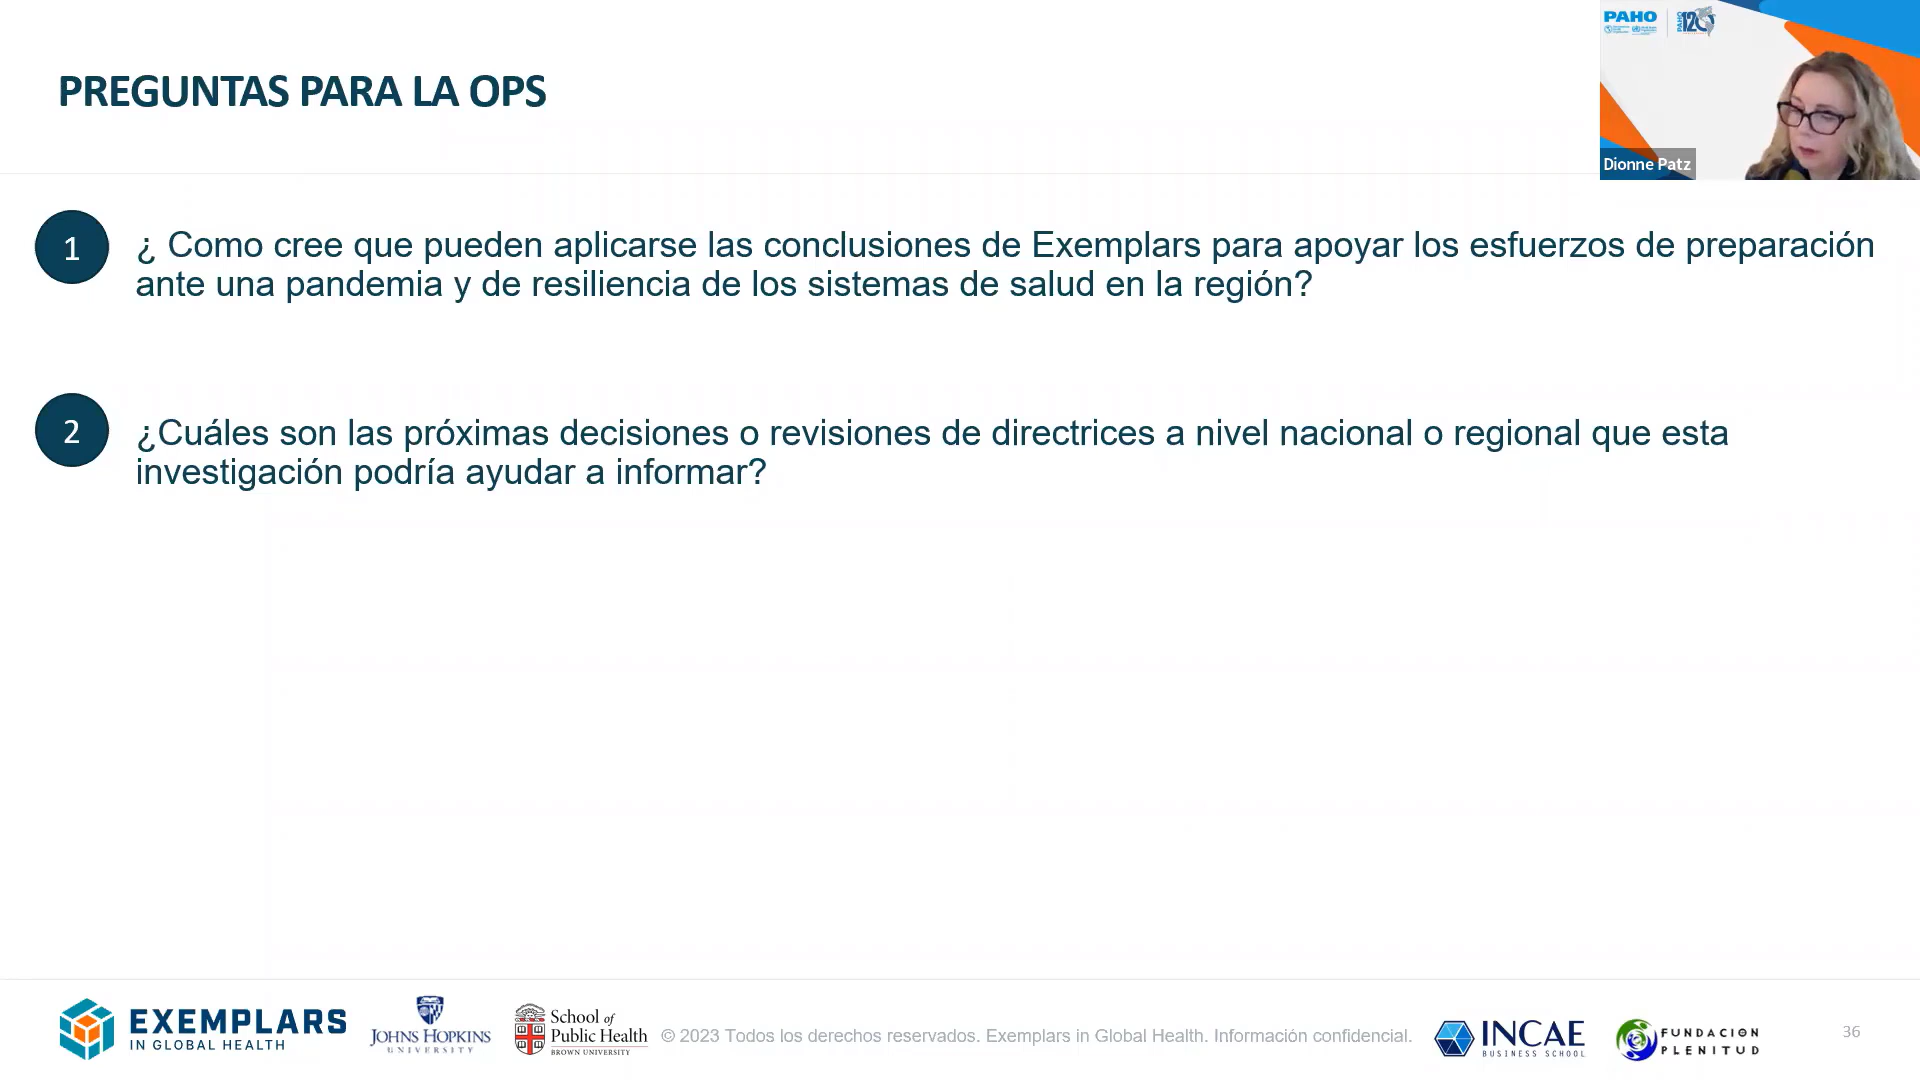 PREGUNTAS PARA LA OPS
PAHO
PAHO
120
Dionne Patz
1
¿ Como cree que pueden aplicarse las conclusiones de Exemplars para apoyar los esfuerzos de preparación
ante una pandemia y de resiliencia de los sistemas de salud en la región?
2
¿Cuáles son las próximas decisiones o revisiones de directrices a nivel nacional o regional que esta
investigación podría ayudar a informar?
EXEMPLARS
IN GLOBAL HEALTH
JOHNS HOPKINS
UNIVERSITY
School of
Public Health
BROWN UNIVERSITY
© 2023 Todos los derechos reservados. Exemplars in Global Health. Información confidencial.
INCAE
BUSINESS SCHOOL
FUNDACION
PLENITUD
36